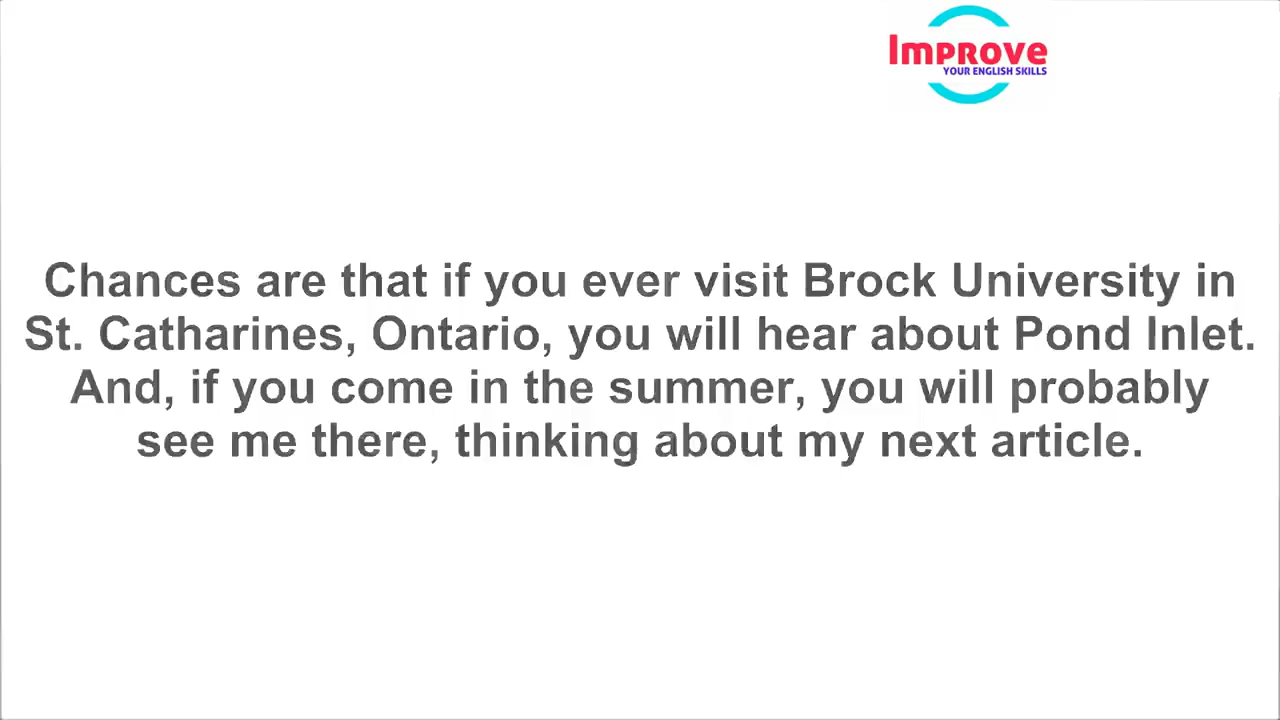 Improve
YOUR ENGLISH SKILLS
Chances are that if you ever visit Brock University in
St. Catharines, Ontario, you will hear about Pond Inlet.
And, if you come in the summer, you will probably
see me there, thinking about my next article.